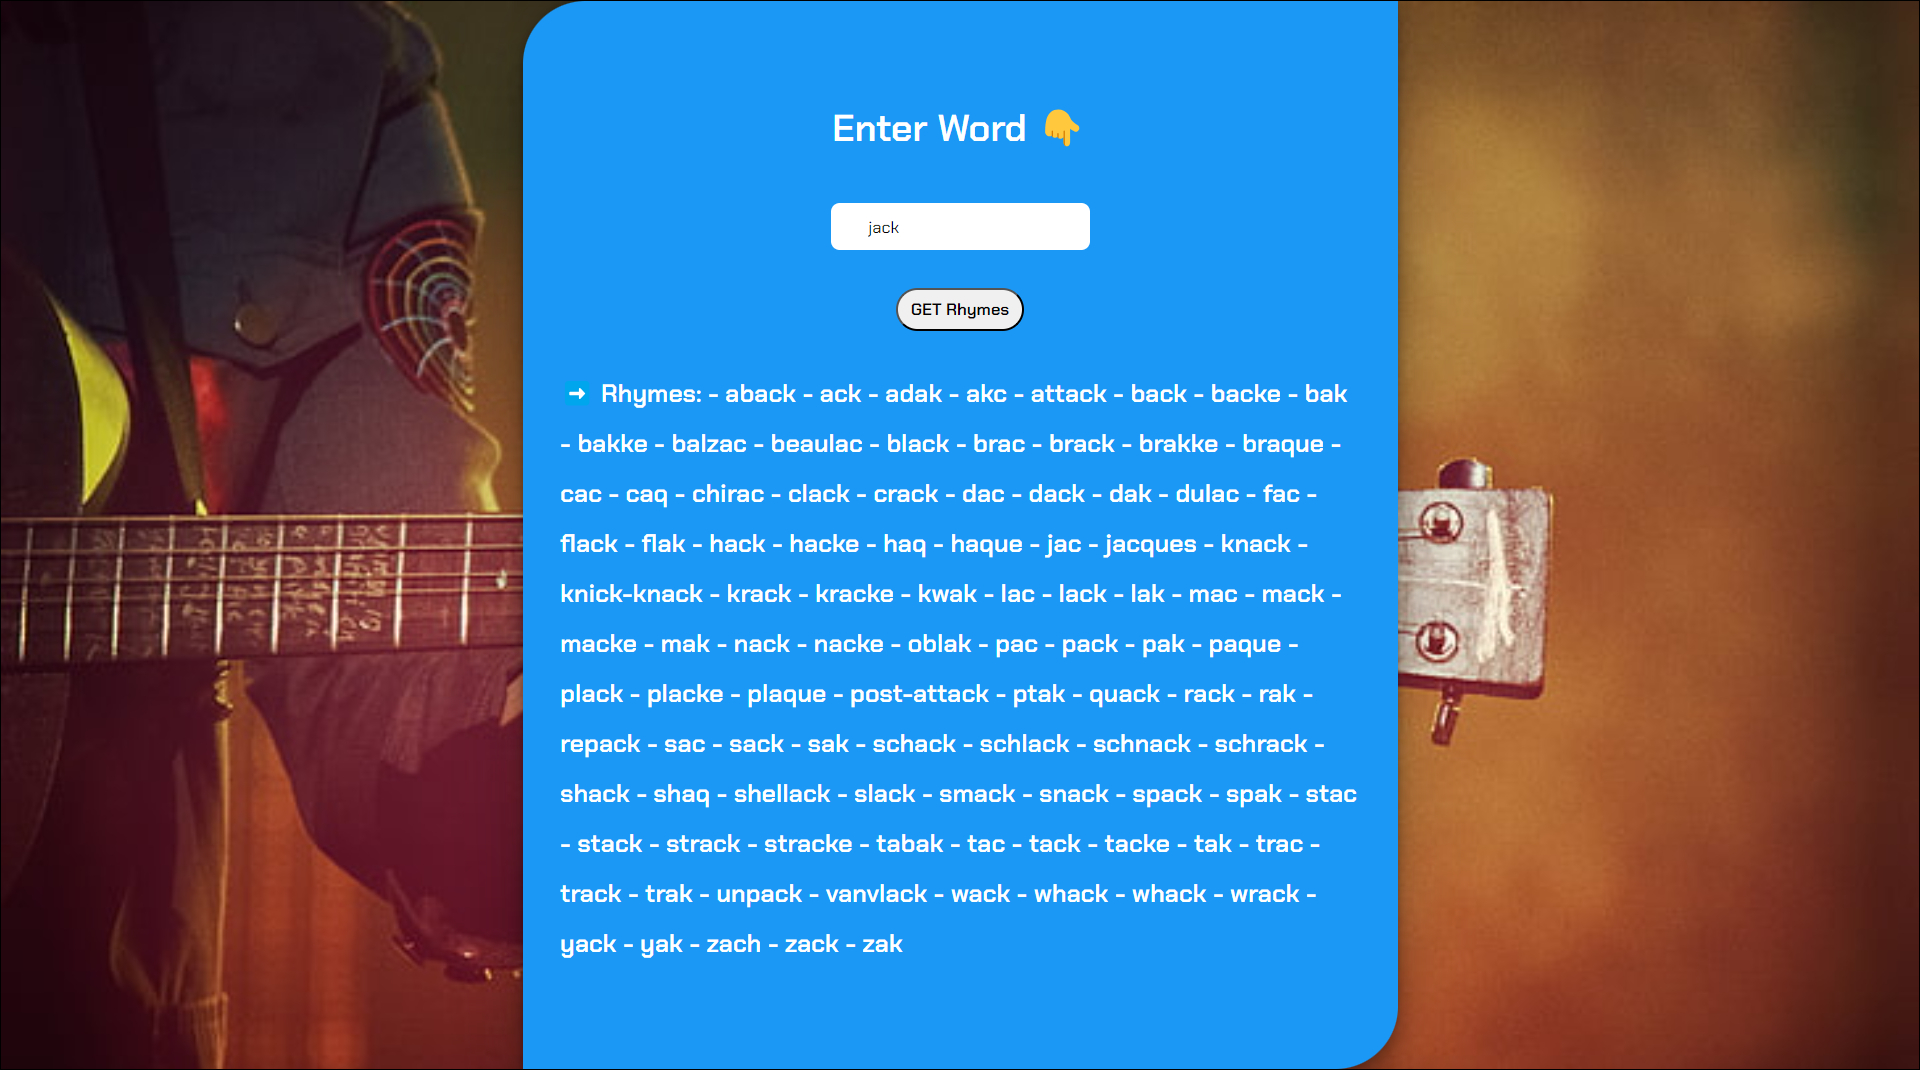 Enter Word 👇
jack
GET Rhymes
➡ Rhymes: - aback - ack - adak - akc - attack - back - backe - bak
- bakke - balzac - beaulac - black - brac - brack - brakke - braque -
cac - caq - chirac - clack - crack - dac - dack - dak - dulac - fac -
flack - flak - hack - hacke - haq - haque - jac - jacques - knack -
knick-knack - krack - kracke - kwak - lac - lack - lak - mac - mack -
macke - mak - nack - nacke - oblak - pac - pack - pak - paque -
plack - placke - plaque - post-attack - ptak - quack - rack - rak -
repack - sac - sack - sak - schack - schlack - schnack - schrack -
shack - shaq - shellack - slack - smack - snack - spack - spak - stac
- stack - strack - stracke - tabak - tac - tack - tacke - tak - trac -
track - trak - unpack - vanvlack - wack - whack - whack - wrack -
yack - yak - zach - zack - zak